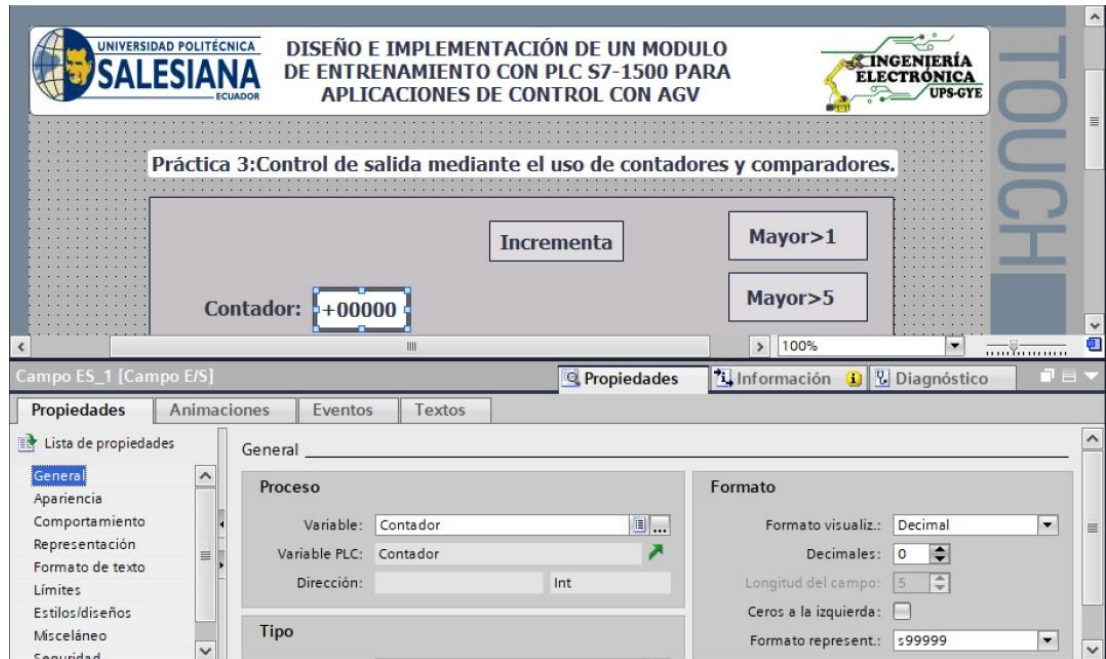 UNIVERSIDAD POLITÉCNICA
SALESIANA
ECUADOR
DISEÑO E IMPLEMENTACIÓN DE UN MODULO
DE ENTRENAMIENTO CON PLC S7-1500 PARA
APLICACIONES DE CONTROL CON AGV
INGENIERÍA
ELECTRÓNICA
UPS-GYE
TOUCH
Práctica 3:Control de salida mediante el uso de contadores y comparadores.
Incrementa
Mayor>1
Contador: +00000
Mayor>5
100%
Campo ES_1 [Campo E/S]
Propiedades Información Diagnóstico
Propiedades Animaciones Eventos Textos
Lista de propiedades
General
Apariencia
Comportamiento
Representación
Formato de texto
Límites
Estilos/diseños
Misceláneo
Seguridad
General
Proceso
Variable: Contador
Variable PLC: Contador
Dirección: Int
Tipo
Formato
Formato visualiz.: Decimal
Decimales: 0
Longitud del campo: 5
Ceros a la izquierda:
Formato represent.: s99999